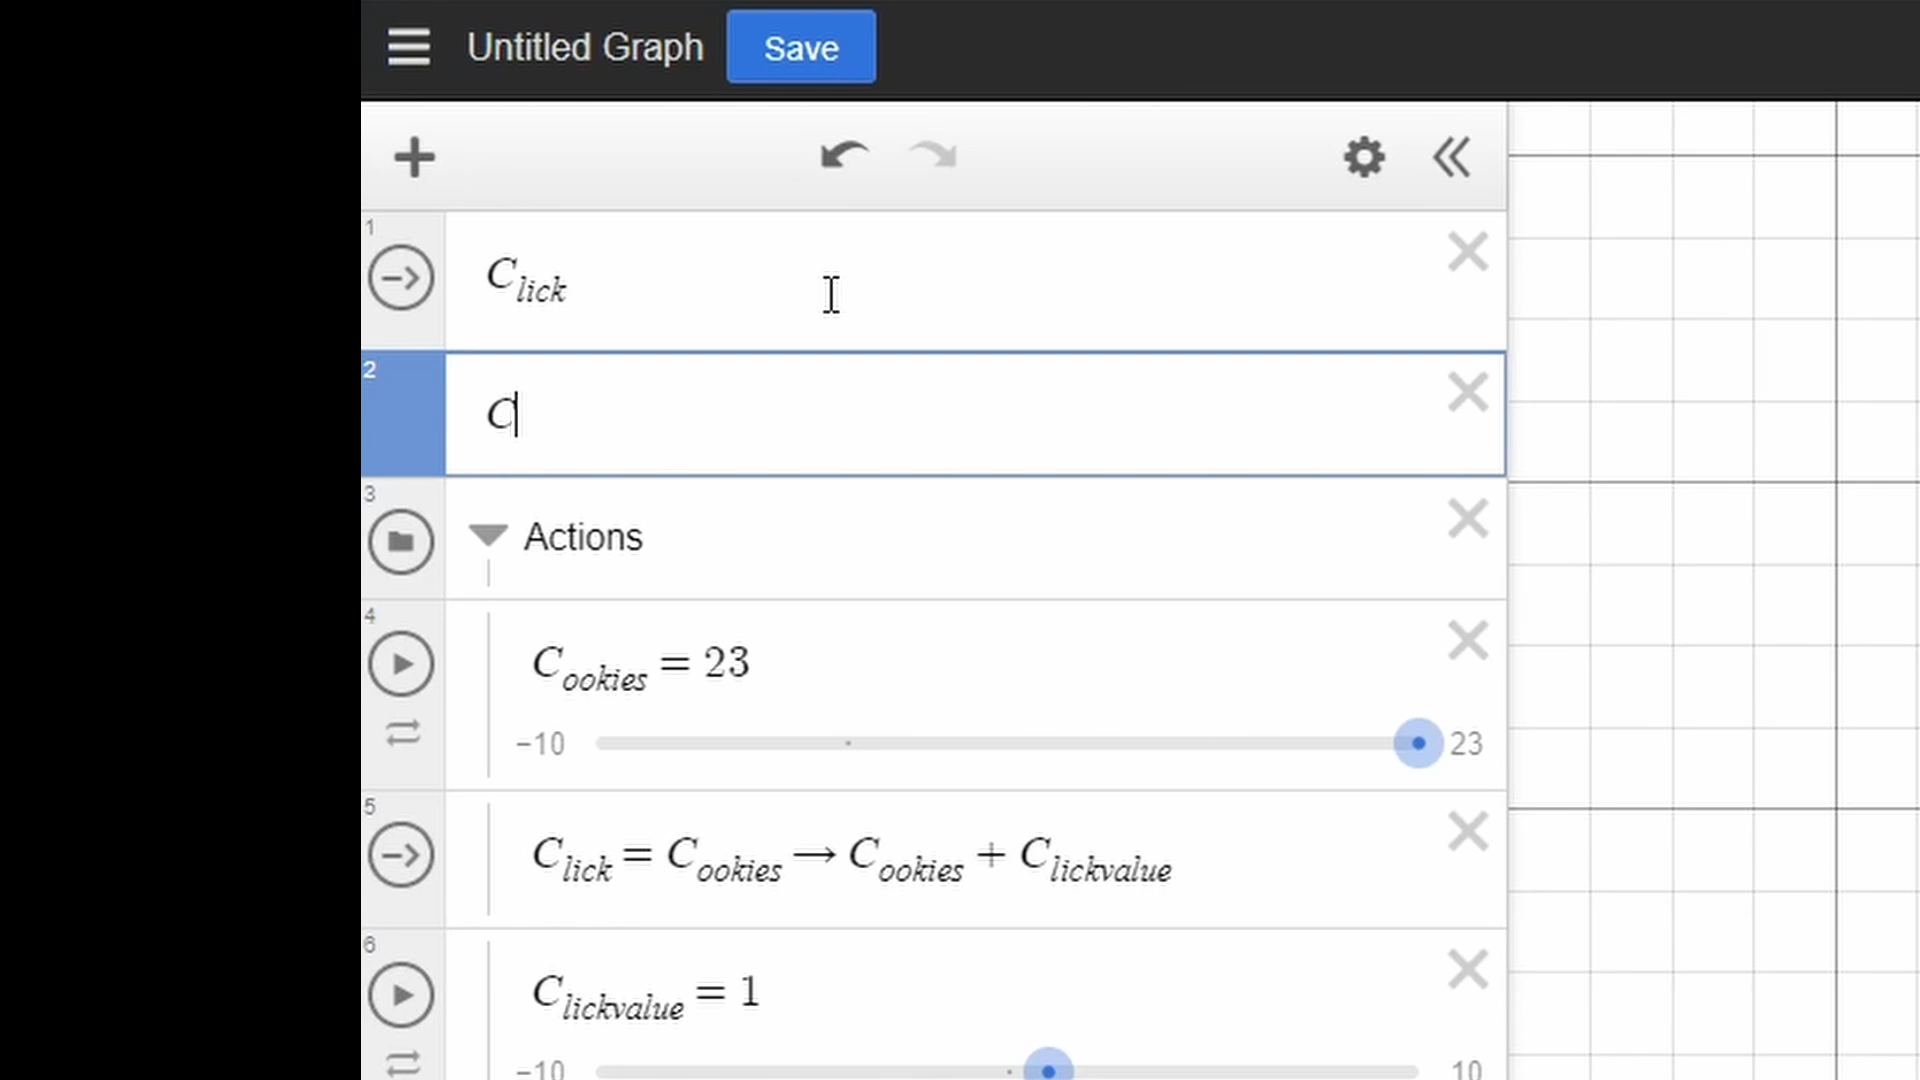 Untitled Graph Save
1
C_lick
2
C
3
Actions
4
C_ookies = 23
−10 23
5
C_lick = C_ookies → C_ookies + C_lickvalue
6
C_lickvalue = 1
−10 10